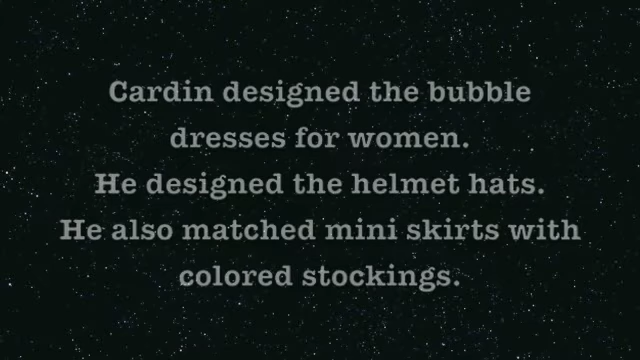 Cardin designed the bubble
dresses for women.
He designed the helmet hats.
He also matched mini skirts with
colored stockings.